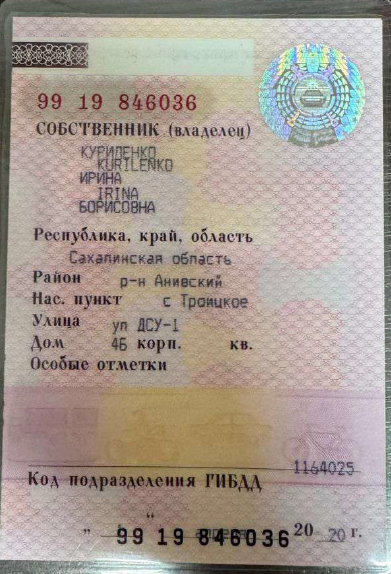 99 19 846036
СОБСТВЕННИК (владелец)
КУРИЛЕНКО
KURILENKO
ИРИНА
IRINA
БОРИСОВНА
Республика, край, область
Сахалинская область
Район р-н Анивский
Нас. пункт с Троицкое
Улица ул ДСУ-1
Дом 4Б корп. кв.
Особые отметки
1164025
Код подразделения ГИБДД
" " 99 19 846036 20 20 г.